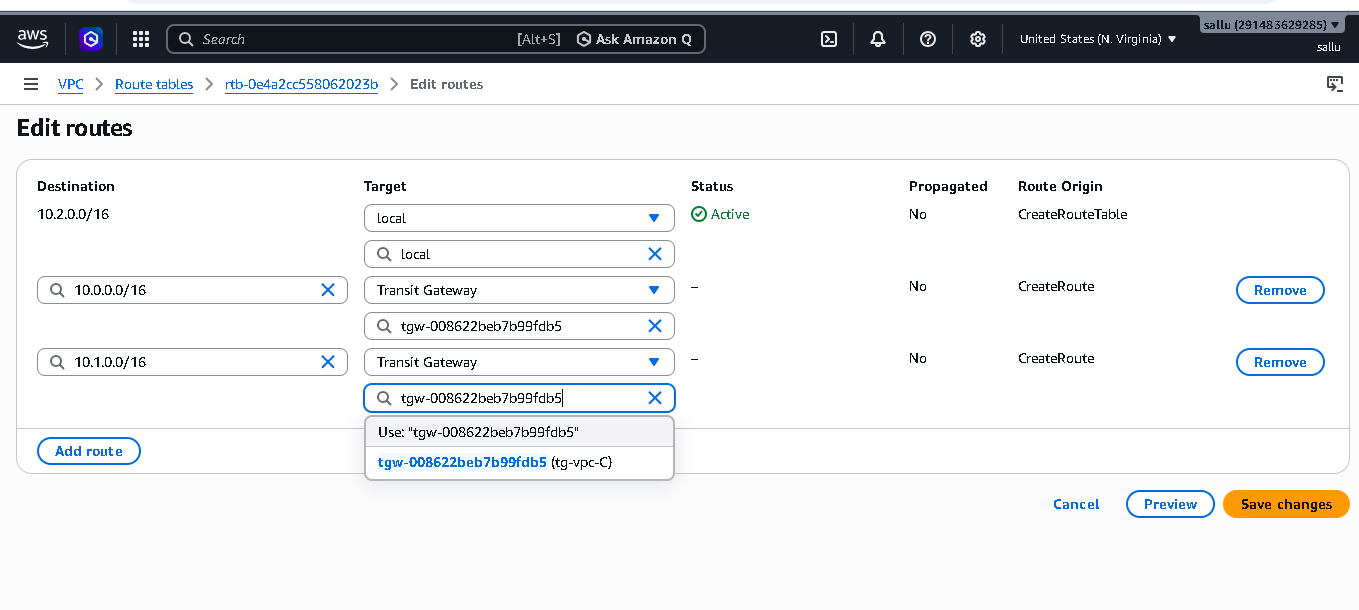 aws
Search [Alt+S] Ask Amazon Q United States (N. Virginia) ▼ sallu (291483629285) ▼
sallu
VPC > Route tables > rtb-0e4a2cc558062023b > Edit routes
Edit routes
Destination Target Status Propagated Route Origin
10.2.0.0/16 local Active No CreateRouteTable
local
10.0.0.0/16 Transit Gateway – No CreateRoute Remove
tgw-008622beb7b99fdb5
10.1.0.0/16 Transit Gateway – No CreateRoute Remove
tgw-008622beb7b99fdb5
Use: "tgw-008622beb7b99fdb5"
Add route
tgw-008622beb7b99fdb5 (tg-vpc-C)
Cancel Preview Save changes